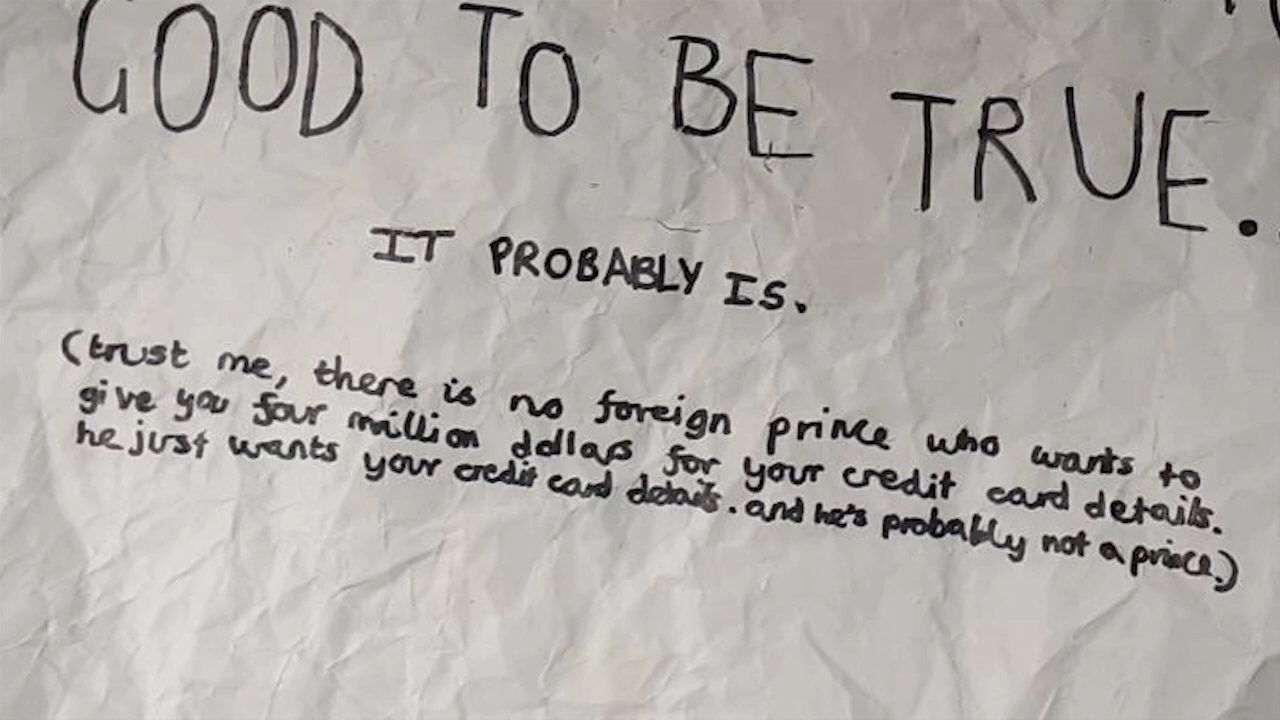 GOOD TO BE TRUE.
IT PROBABLY IS.
(trust me, there is no foreign prince who wants to
give you four million dollars for your credit card details.
he just wants your credit card details. and he's probably not a prince.)